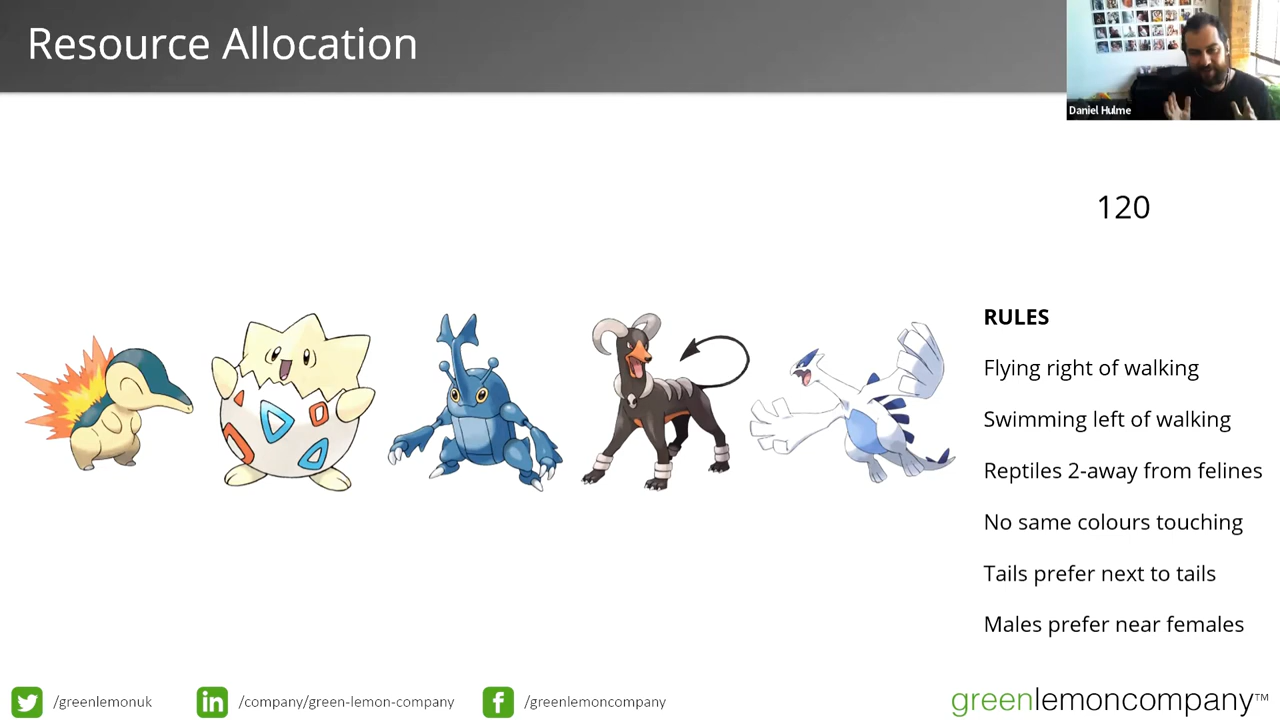 Resource Allocation
Daniel Hulme
120
RULES
Flying right of walking
Swimming left of walking
Reptiles 2-away from felines
No same colours touching
Tails prefer next to tails
Males prefer near females
/greenlemonuk
in
/company/green-lemon-company
f
/greenlemoncompany
greenlemoncompany™